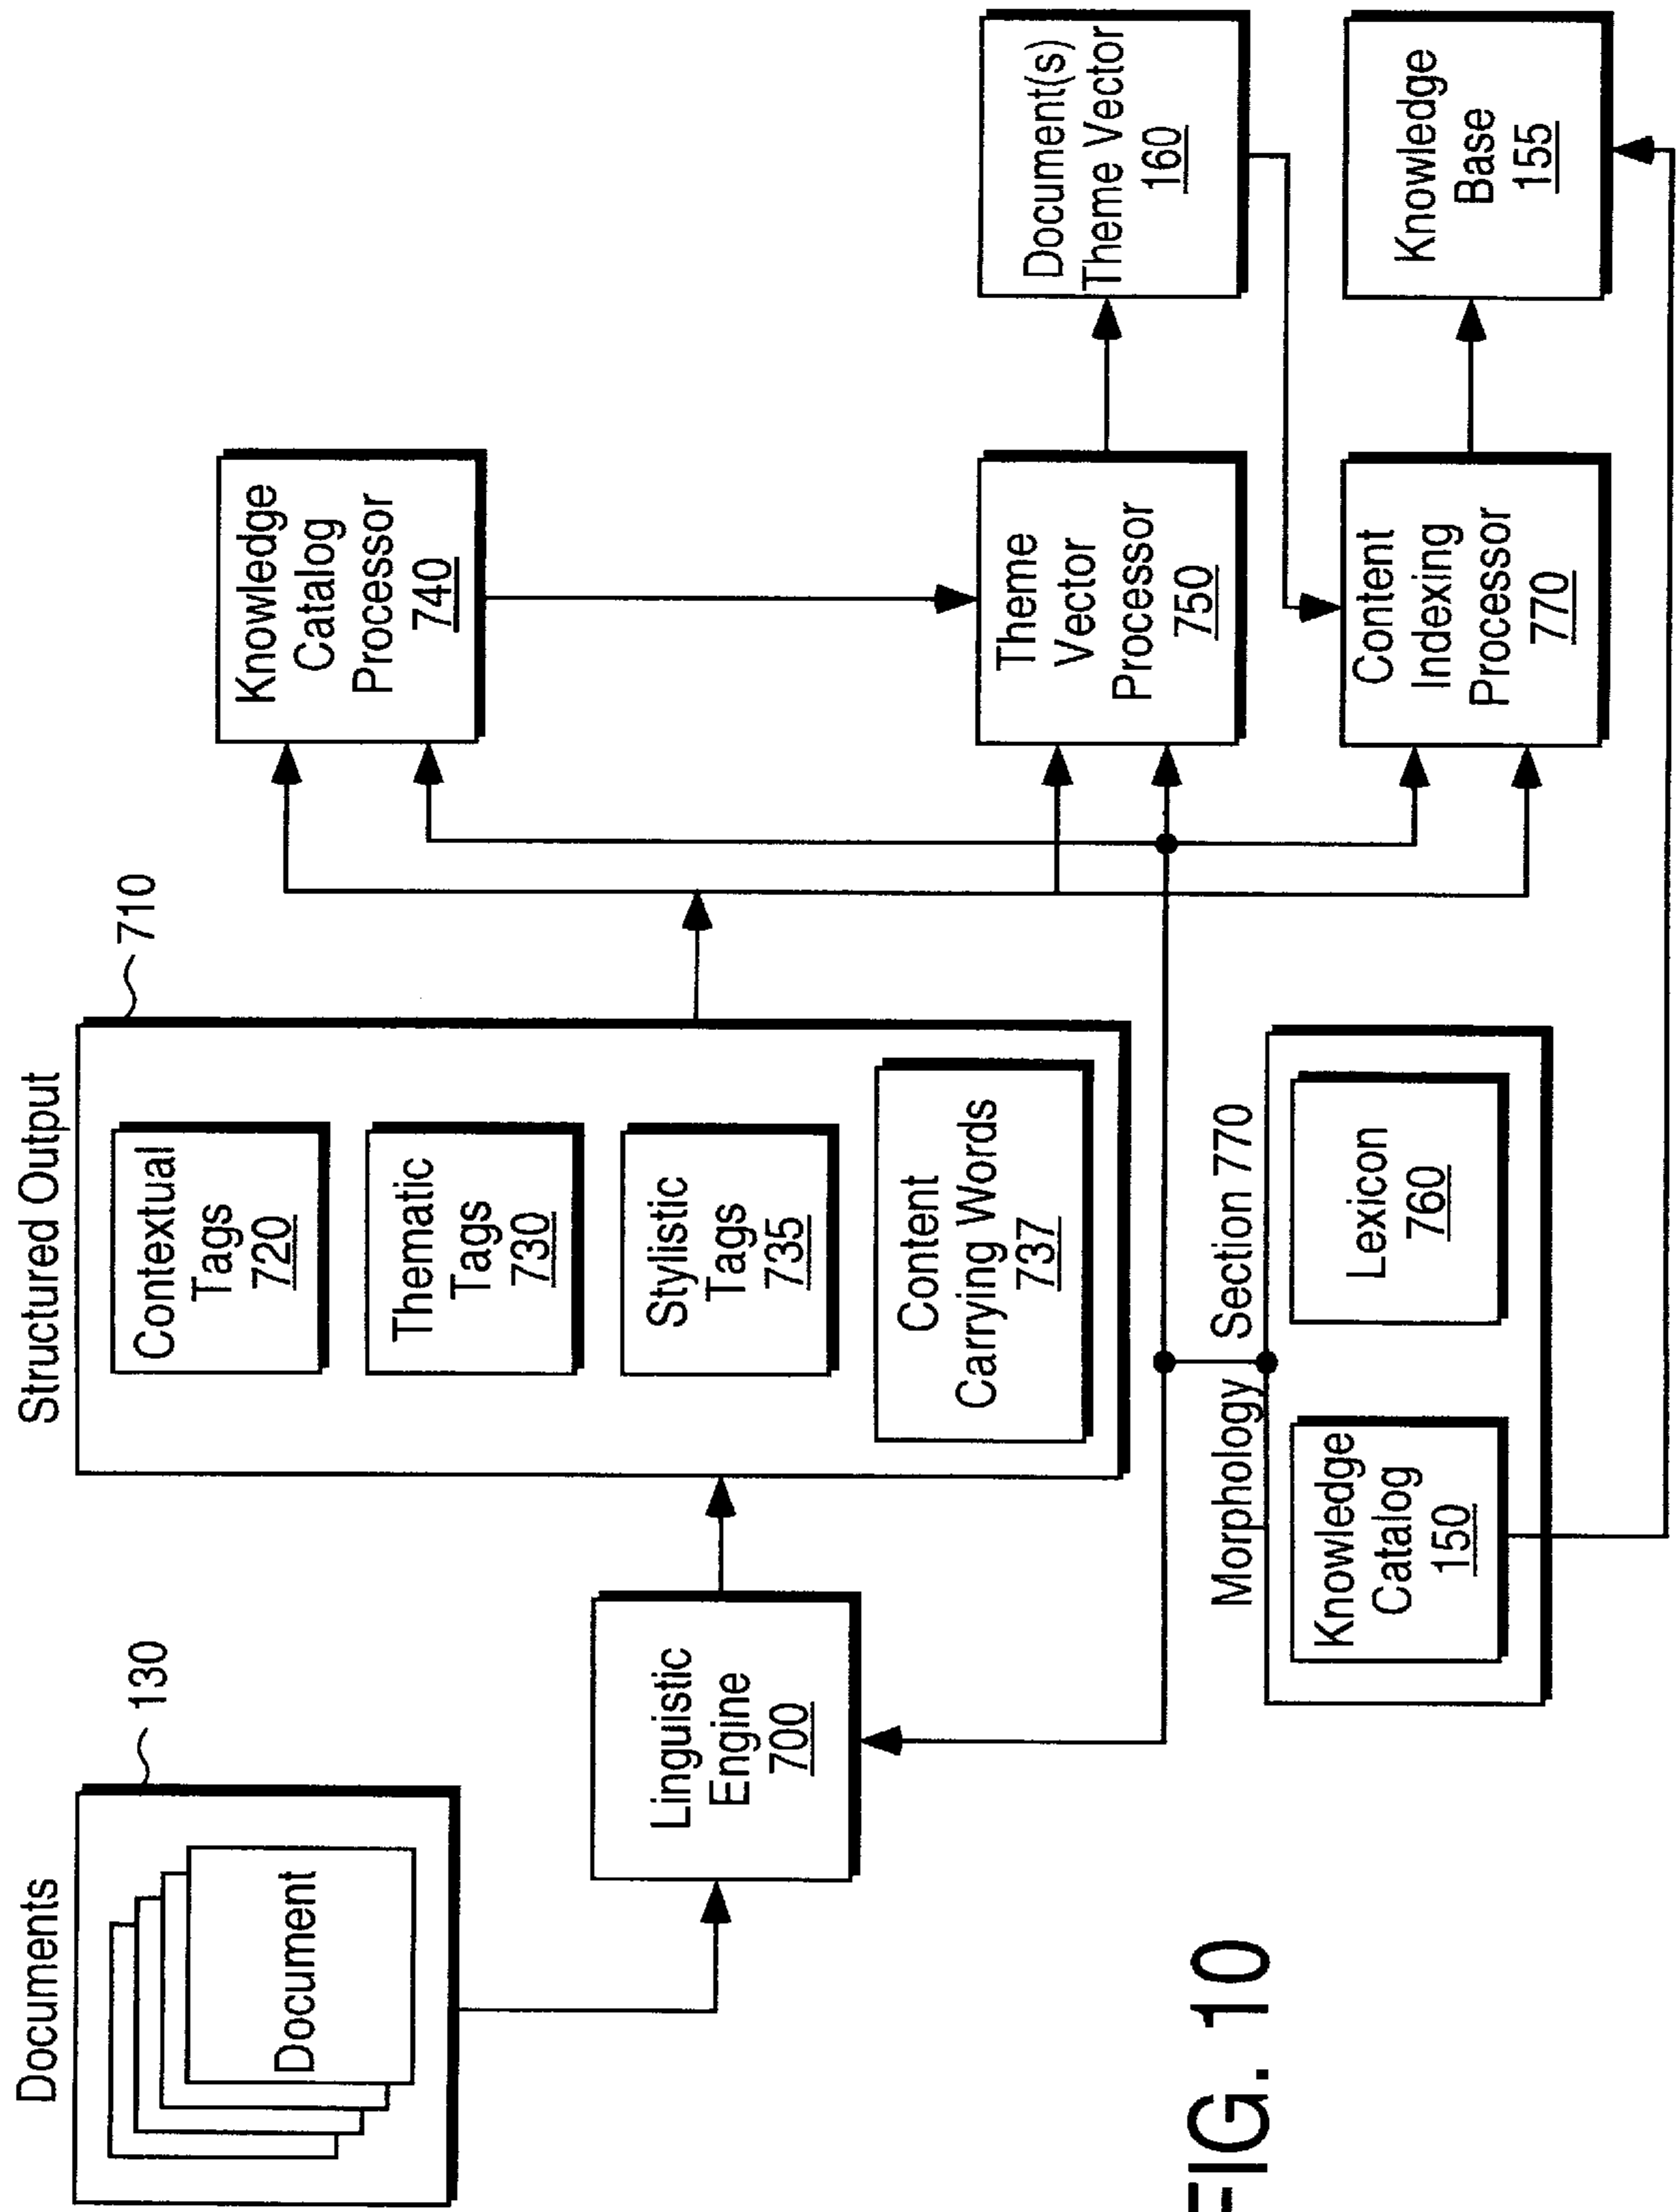 Documents
130
Document
Linguistic
Engine
700
Structured Output
710
Contextual
Tags
720
Thematic
Tags
730
Stylistic
Tags
735
Content
Carrying Words
737
Morphology Section 770
Knowledge
Catalog
150
Lexicon
760
Knowledge
Catalog
Processor
740
Theme
Vector
Processor
750
Content
Indexing
Processor
770
Document(s)
Theme Vector
160
Knowledge
Base
155
FIG. 10